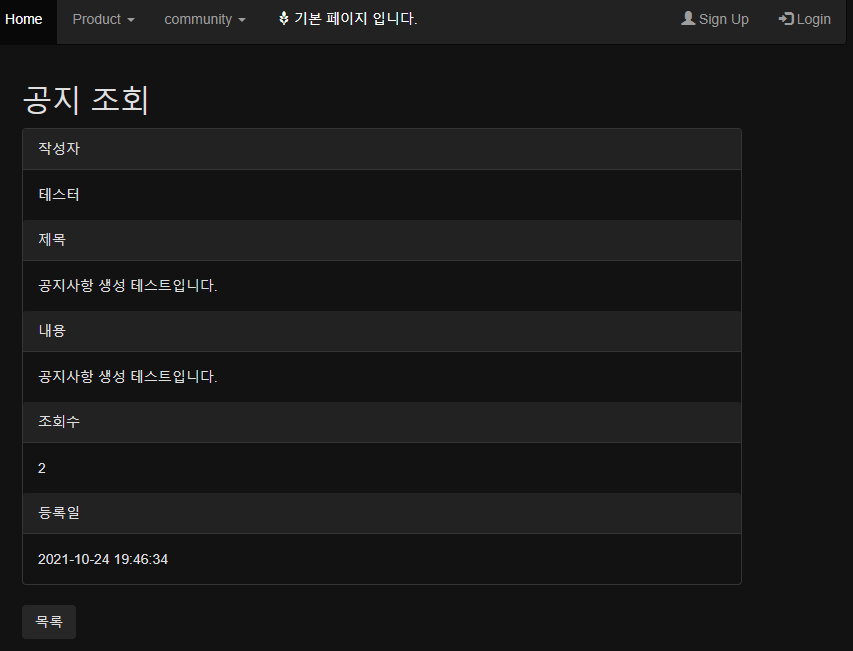 Home Product community 기본 페이지 입니다. Sign Up Login
공지 조회
작성자
테스터
제목
공지사항 생성 테스트입니다.
내용
공지사항 생성 테스트입니다.
조회수
2
등록일
2021-10-24 19:46:34
목록